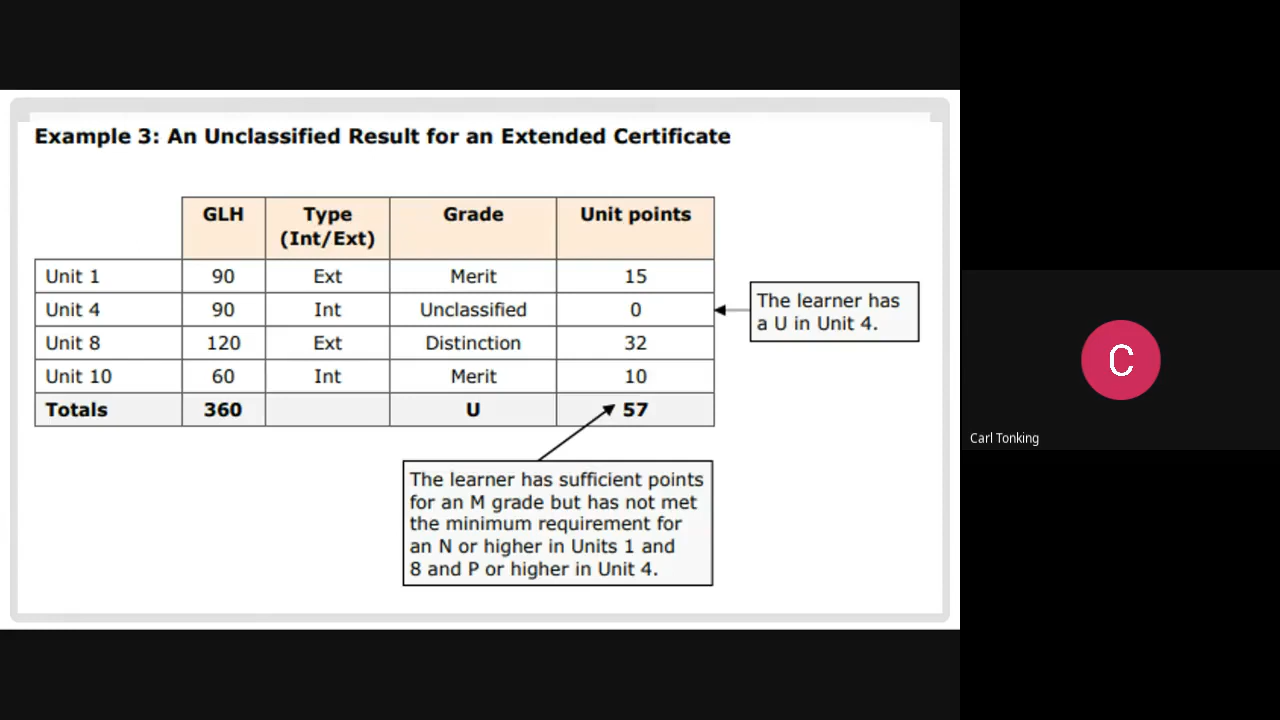 Example 3: An Unclassified Result for an Extended Certificate
GLH Type (Int/Ext) Grade Unit points
Unit 1 90 Ext Merit 15
Unit 4 90 Int Unclassified 0
Unit 8 120 Ext Distinction 32
Unit 10 60 Int Merit 10
Totals 360 U 57
The learner has
a U in Unit 4.
The learner has sufficient points
for an M grade but has not met
the minimum requirement for
an N or higher in Units 1 and
8 and P or higher in Unit 4.
C
Carl Tonking